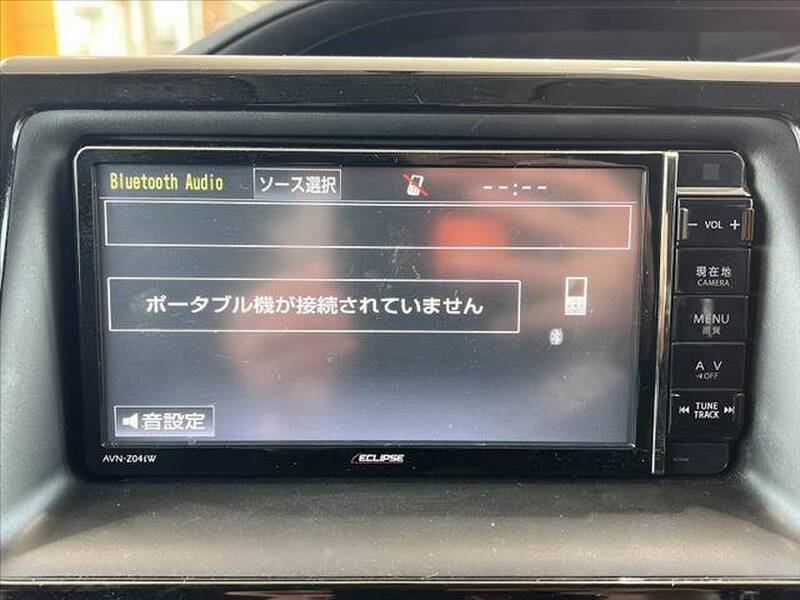 Bluetooth Audio ソース選択 --:--
ポータブル機が接続されていません
音設定
AVN-Z04iW ECLIPSE
− VOL +
現在地
CAMERA
MENU
画質
A V
OFF
TUNE
TRACK